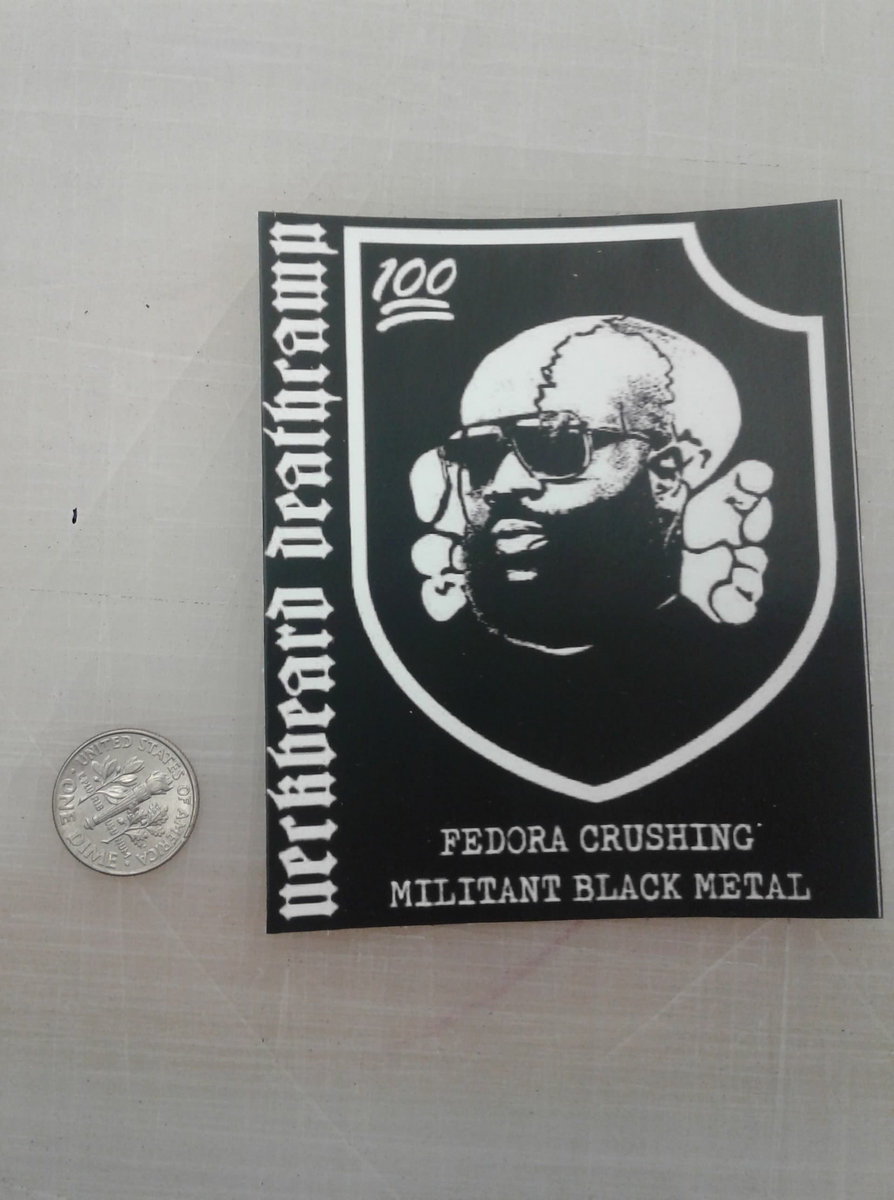 neckbeard deathcamp
100
FEDORA CRUSHING
MILITANT BLACK METAL
UNITED STATES OF AMERICA
ONE DIME